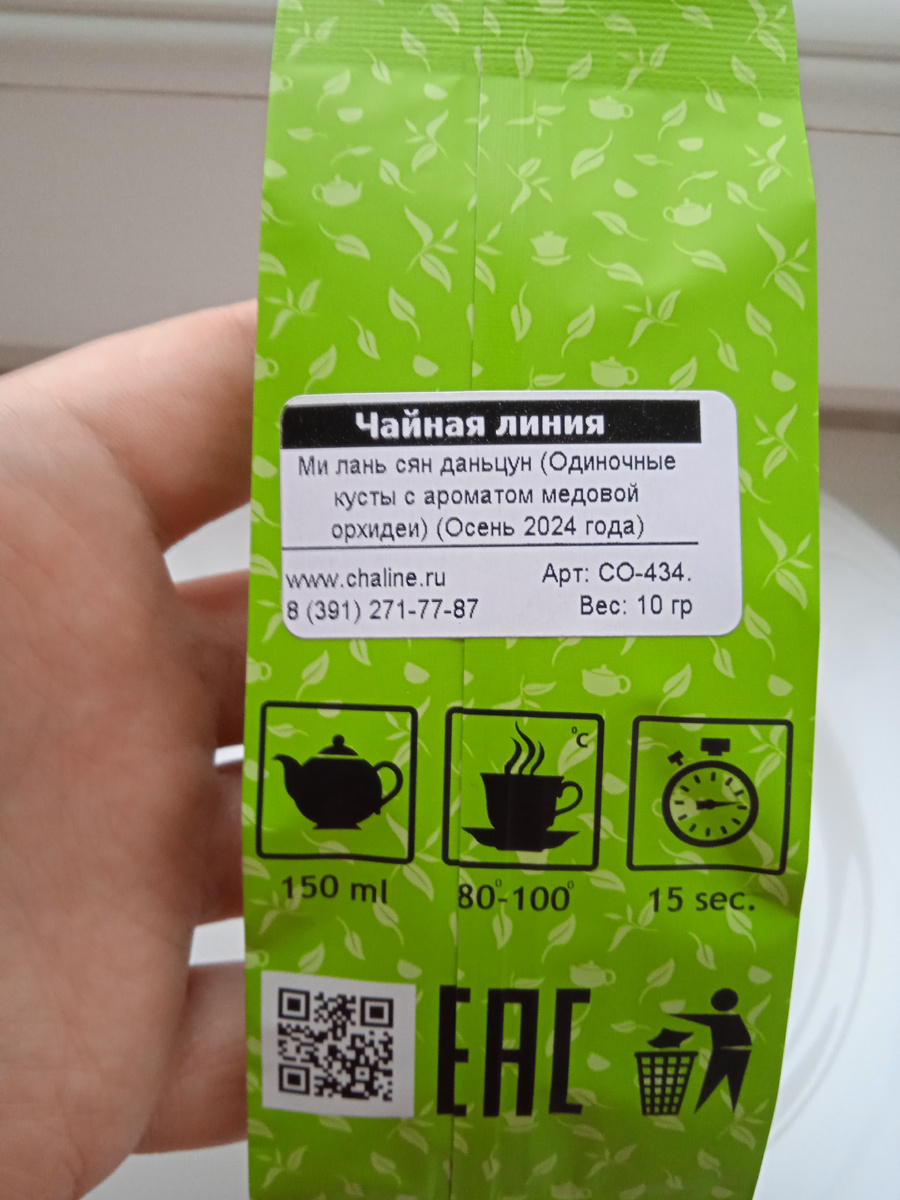 Чайная линия
Ми лань сян даньцун (Одиночные
кусты с ароматом медовой
орхидеи) (Осень 2024 года)
www.chaline.ru Арт: СО-434.
8 (391) 271-77-87 Вес: 10 гр
°C
150 ml 80°-100° 15 sec.
EAC